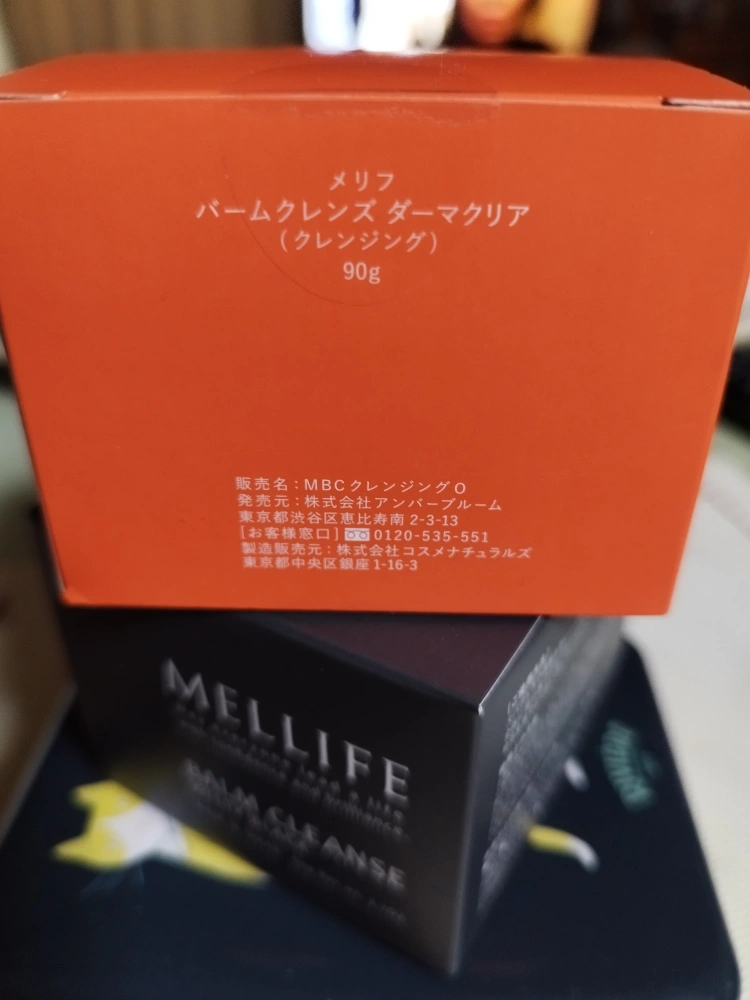 メリフ
バームクレンズ ダーマクリア
(クレンジング)
90g
販売名：MBCクレンジングO
発売元：株式会社アンバーブルーム
東京都渋谷区恵比寿南2-3-13
[お客様窓口] 0120-535-551
製造販売元：株式会社コスメナチュラルズ
東京都中央区銀座1-16-3
MELLIFE
BALM CLEANSE